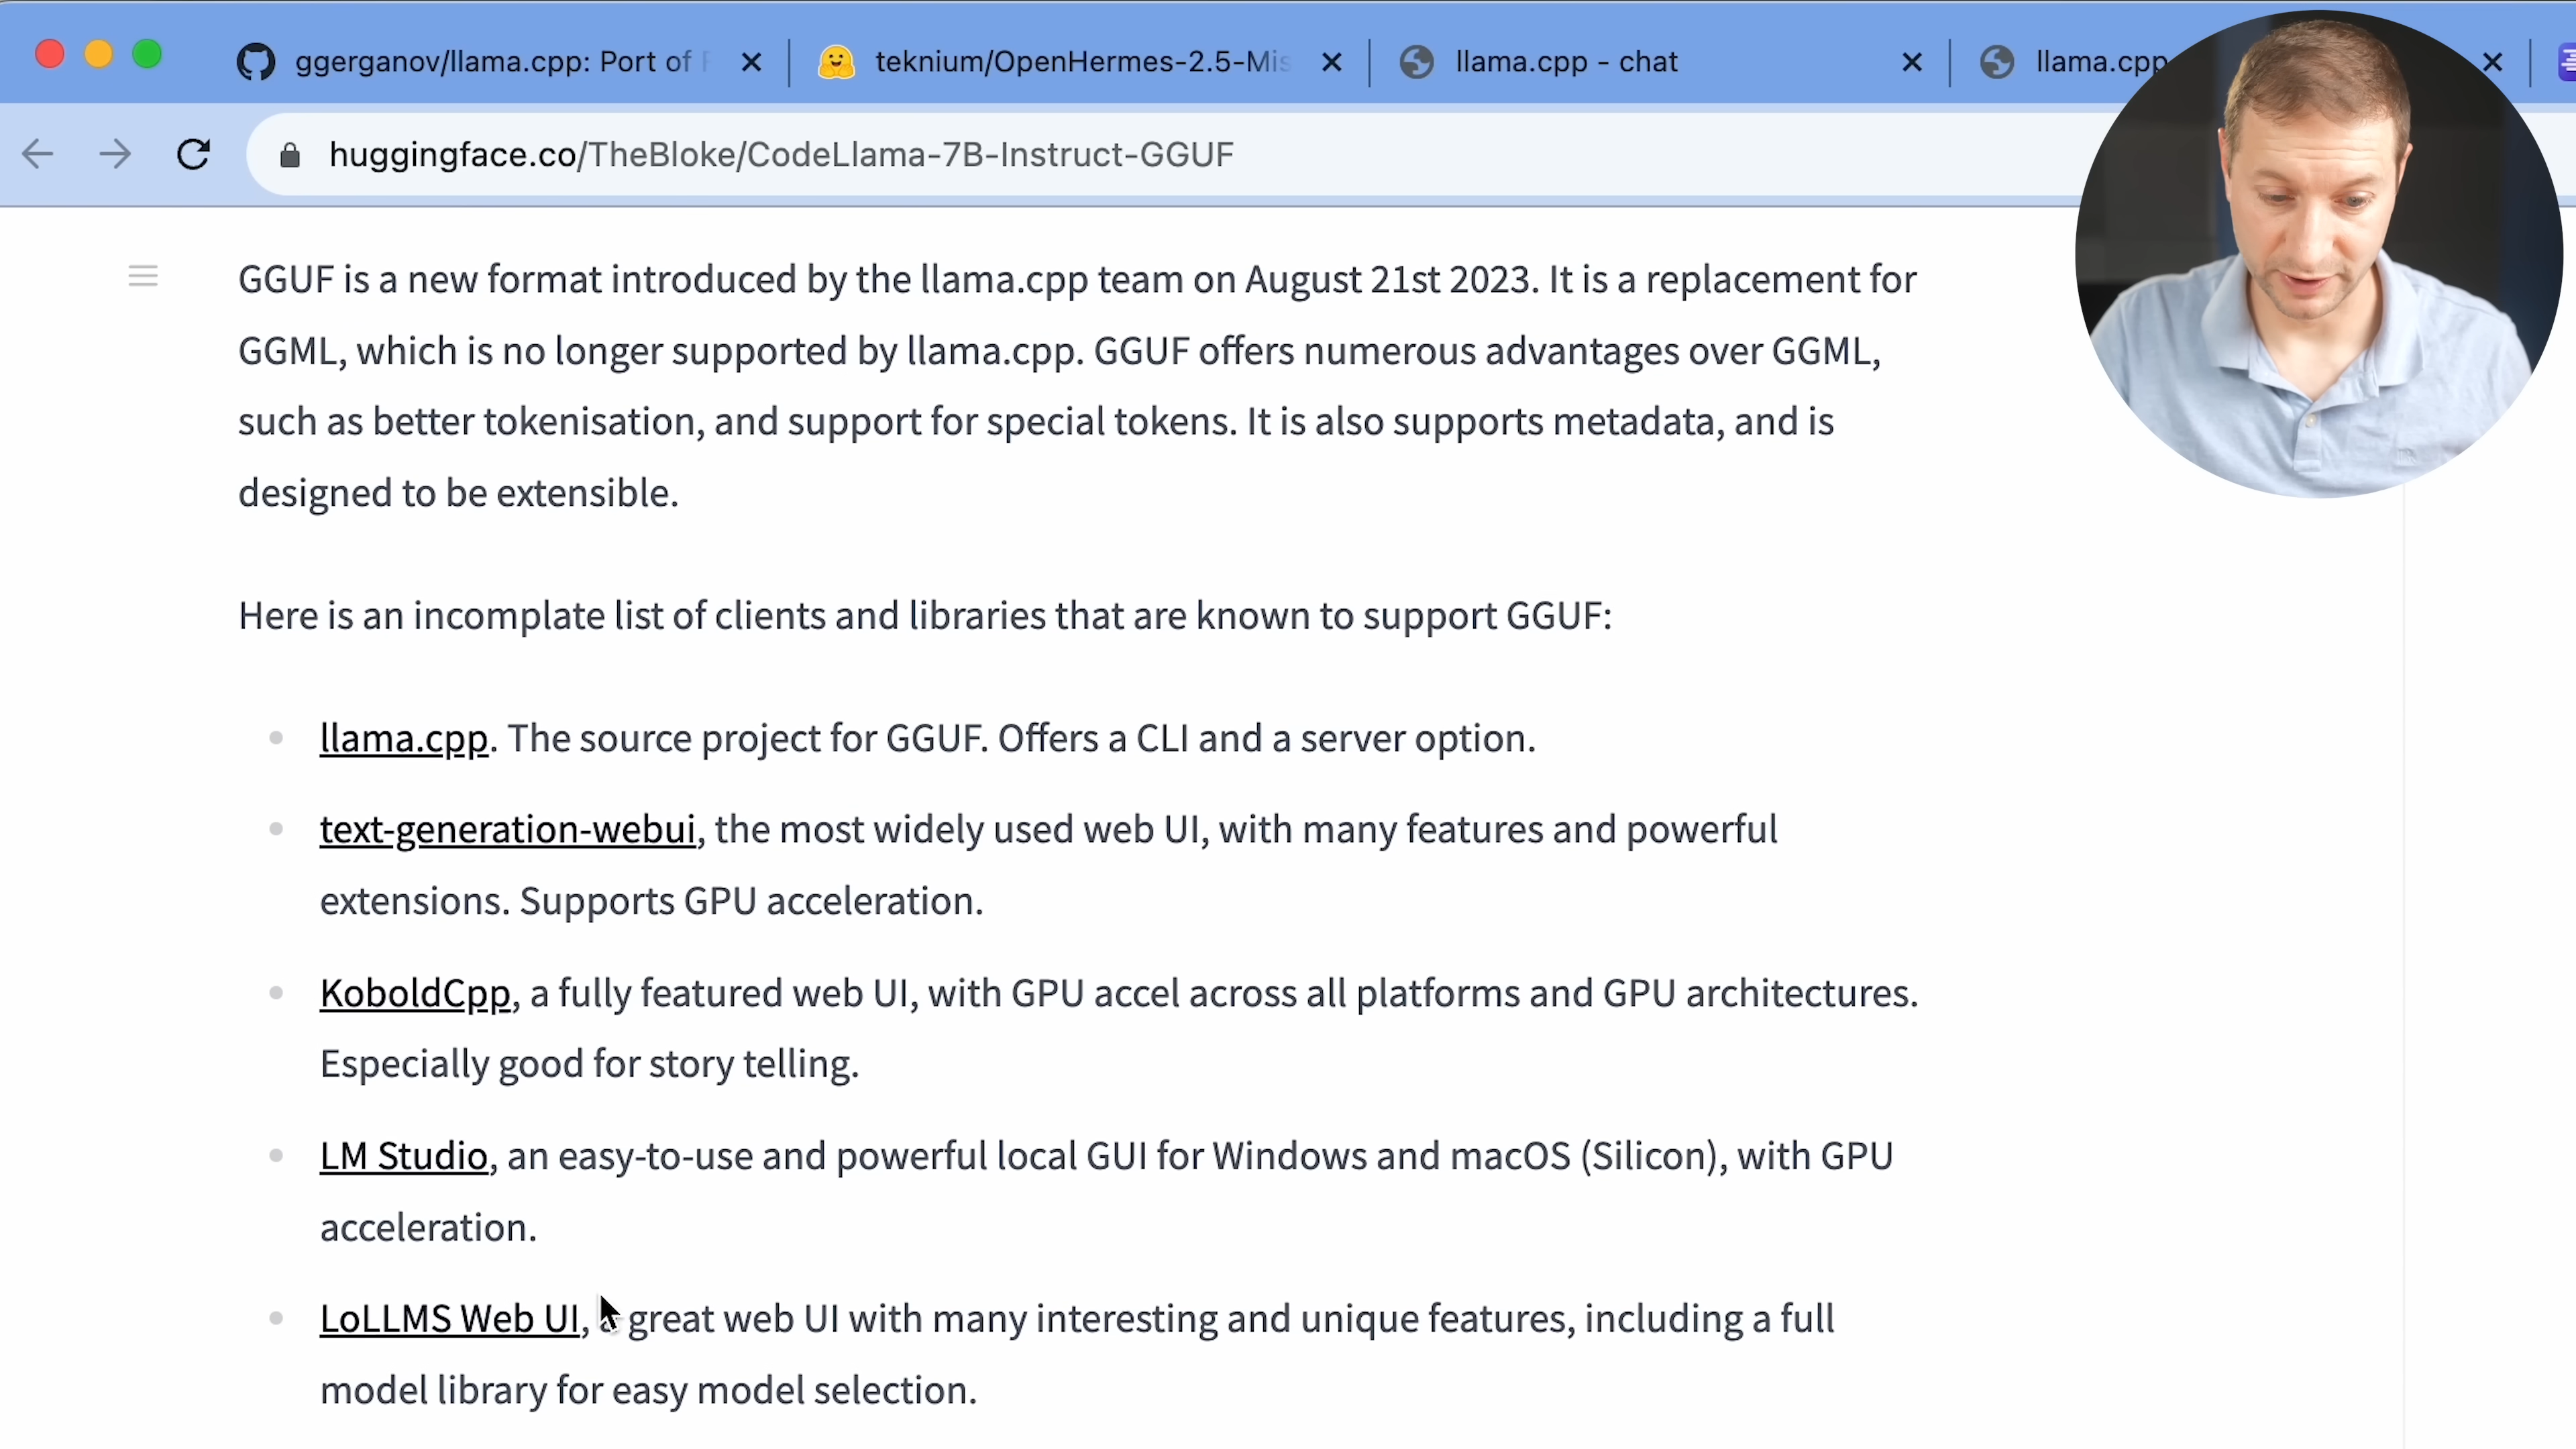 ggerganov/llama.cpp: Port of
teknium/OpenHermes-2.5-Mis
llama.cpp - chat
llama.cpp
huggingface.co/TheBloke/CodeLlama-7B-Instruct-GGUF
GGUF is a new format introduced by the llama.cpp team on August 21st 2023. It is a replacement for
GGML, which is no longer supported by llama.cpp. GGUF offers numerous advantages over GGML,
such as better tokenisation, and support for special tokens. It is also supports metadata, and is
designed to be extensible.
Here is an incomplate list of clients and libraries that are known to support GGUF:
llama.cpp. The source project for GGUF. Offers a CLI and a server option.
text-generation-webui, the most widely used web UI, with many features and powerful
extensions. Supports GPU acceleration.
KoboldCpp, a fully featured web UI, with GPU accel across all platforms and GPU architectures.
Especially good for story telling.
LM Studio, an easy-to-use and powerful local GUI for Windows and macOS (Silicon), with GPU
acceleration.
LoLLMS Web UI, a great web UI with many interesting and unique features, including a full
model library for easy model selection.